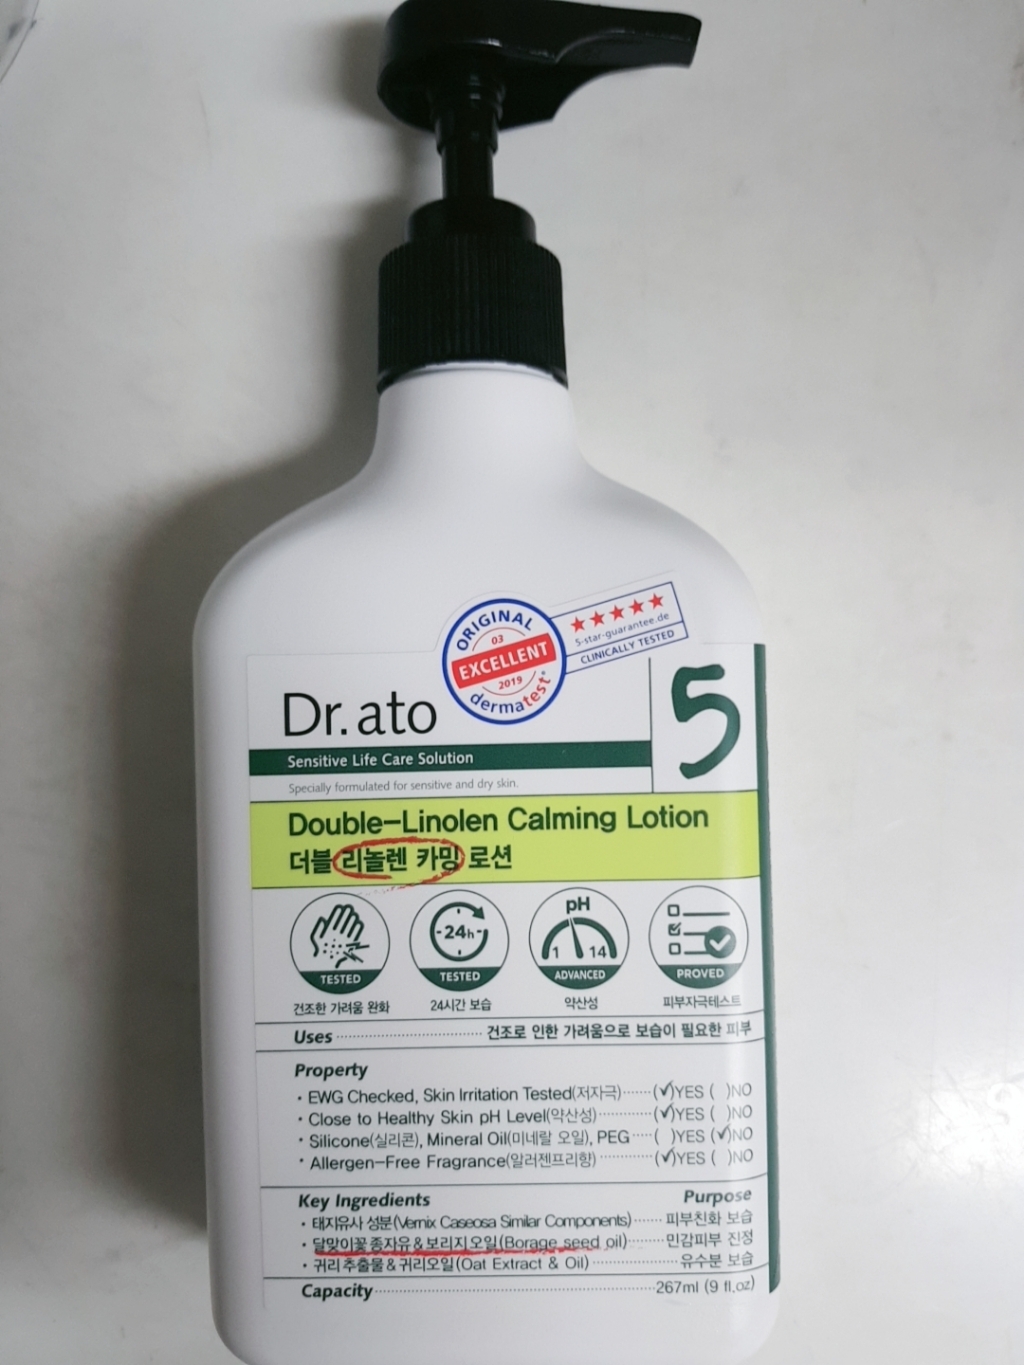 ORIGINAL
03
EXCELLENT
2019
dermatest®
5-star-guarantee.de
CLINICALLY TESTED
Dr.ato
5
Sensitive Life Care Solution
Specially formulated for sensitive and dry skin.
Double-Linolen Calming Lotion
더블 리놀렌 카밍 로션
TESTED
건조한 가려움 완화
24h
TESTED
24시간 보습
pH
1 14
ADVANCED
약산성
PROVED
피부자극테스트
Uses 건조로 인한 가려움으로 보습이 필요한 피부
Property
• EWG Checked, Skin Irritation Tested(저자극) (✓)YES ( )NO
• Close to Healthy Skin pH Level(약산성) (✓)YES ( )NO
• Silicone(실리콘), Mineral Oil(미네랄 오일), PEG ( )YES (✓)NO
• Allergen-Free Fragrance(알러젠프리향) (✓)YES ( )NO
Key Ingredients Purpose
• 태지유사 성분(Vernix Caseosa Similar Components) 피부친화 보습
• 달맞이꽃 종자유&보리지 오일(Borage seed oil) 민감피부 진정
• 귀리 추출물&귀리오일(Oat Extract & Oil) 유수분 보습
Capacity 267ml (9 fl.oz)